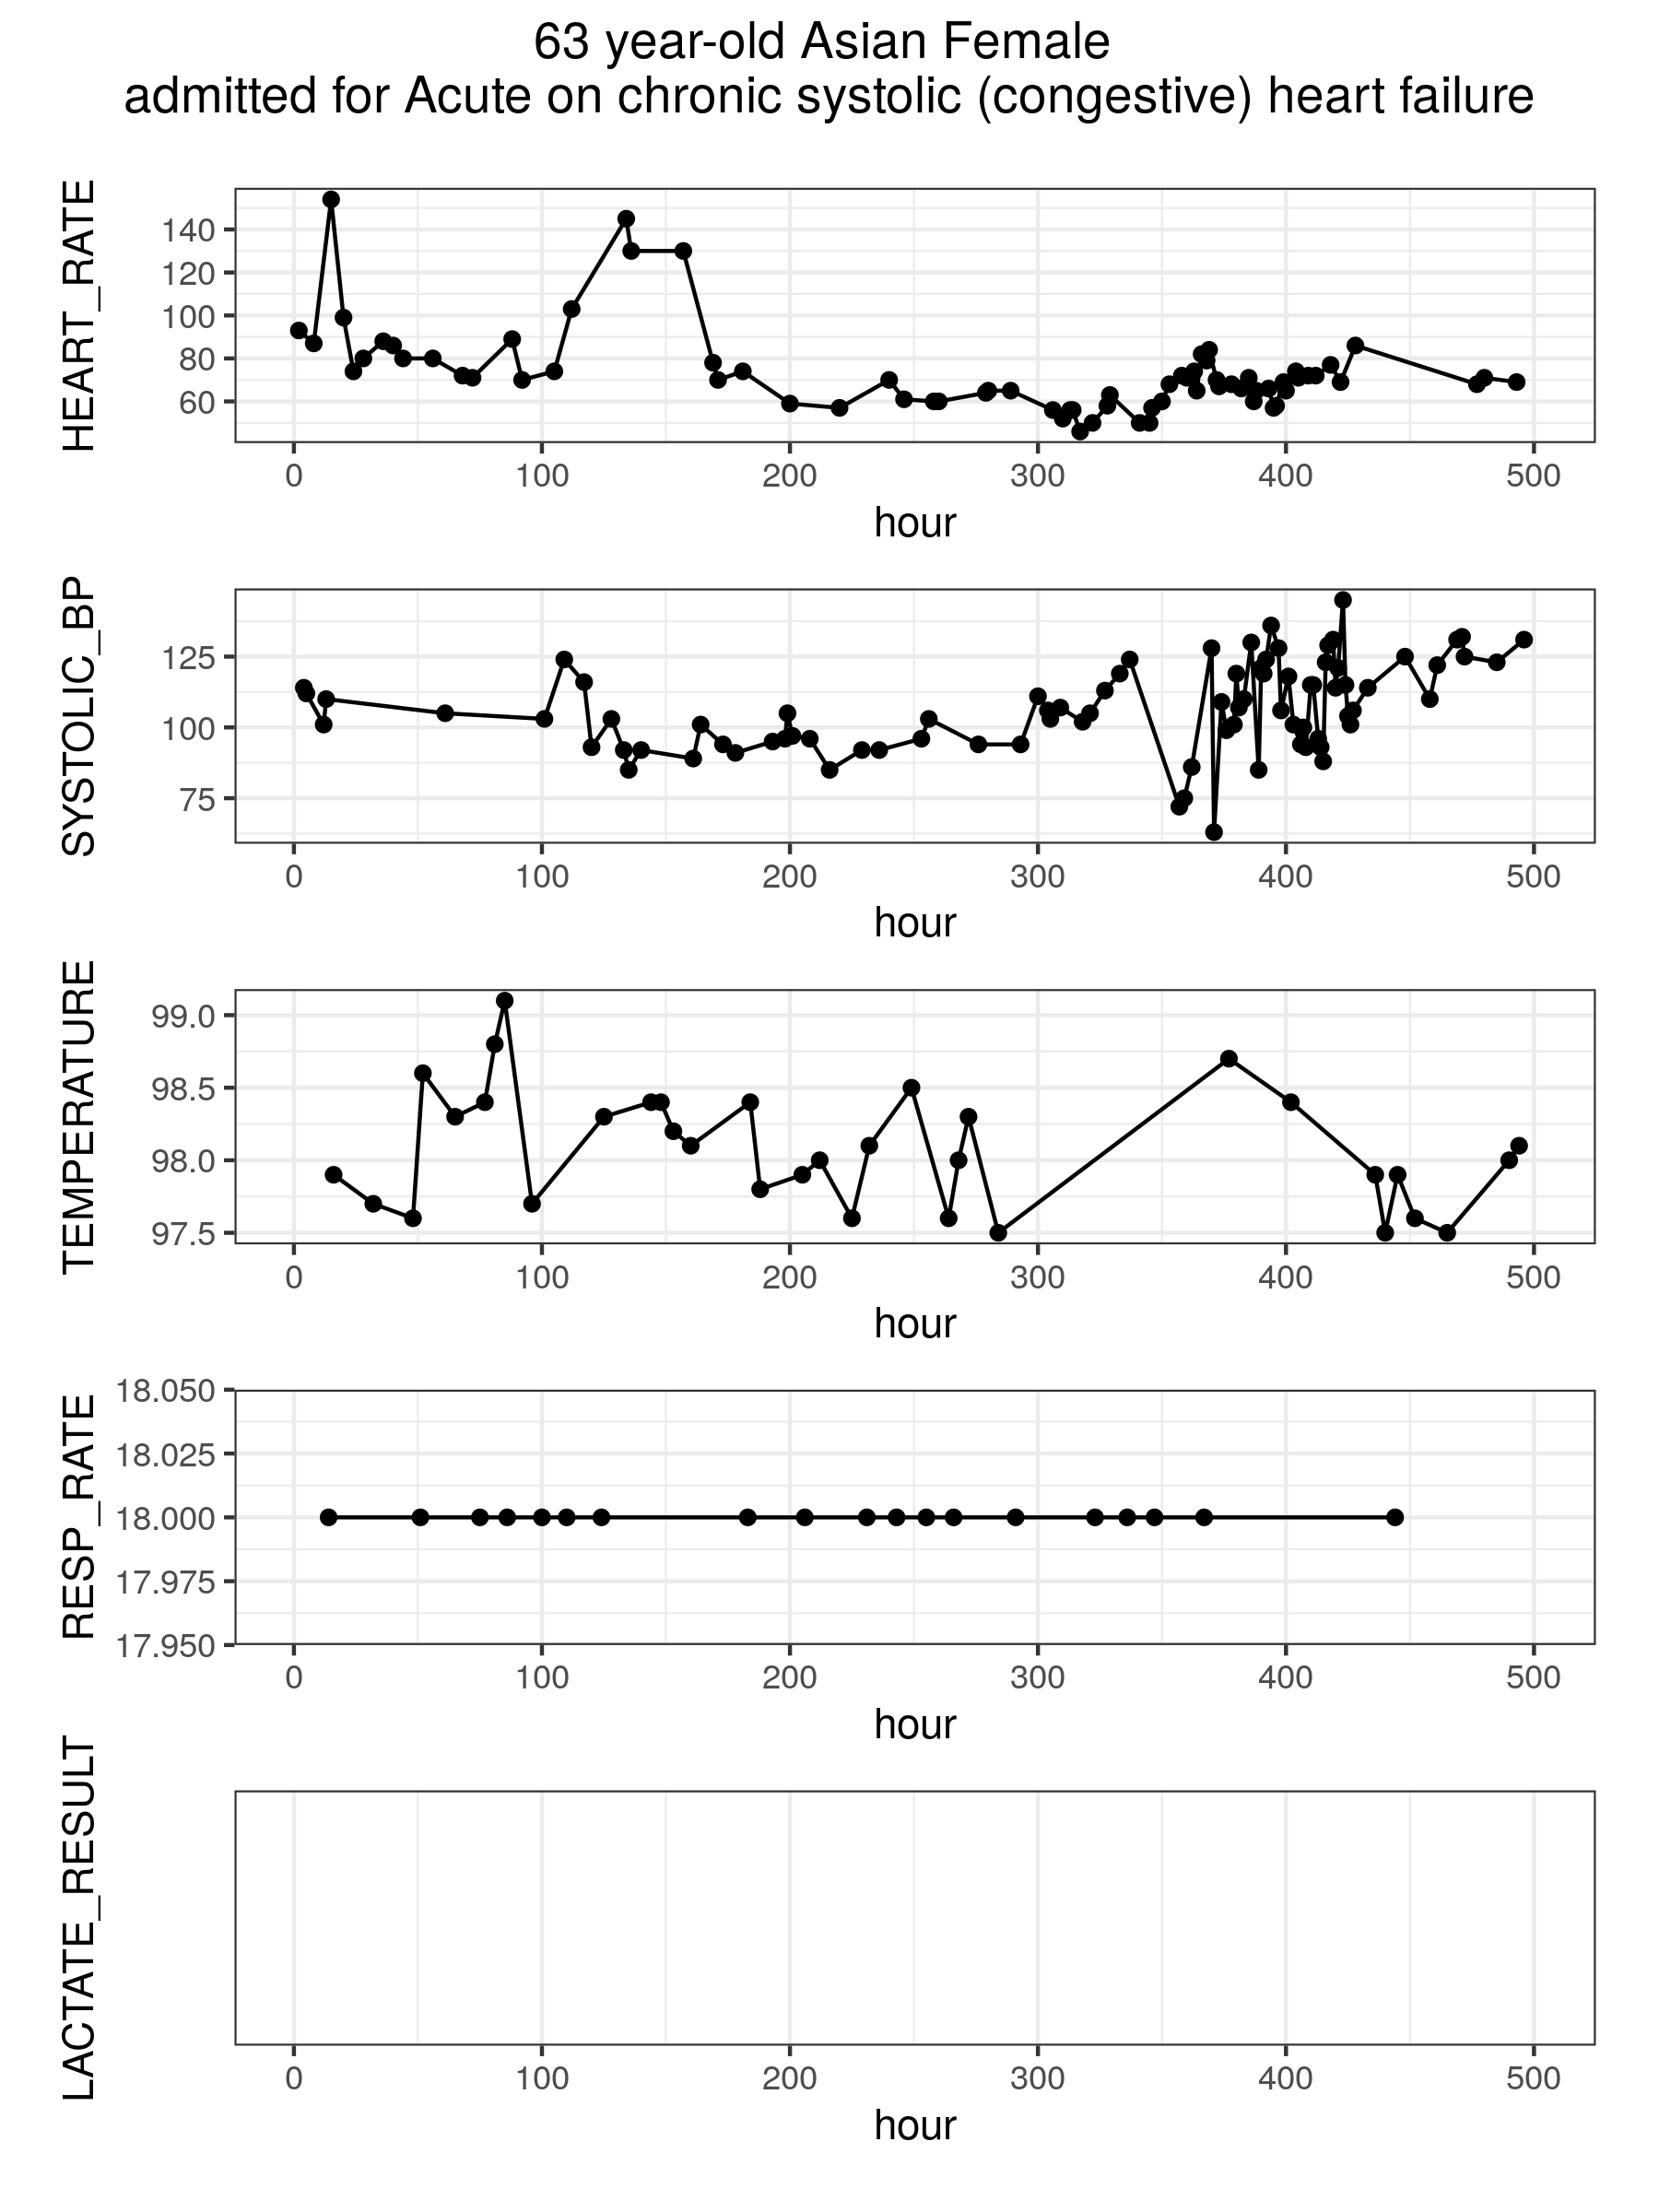 63 year-old Asian Female
admitted for Acute on chronic systolic (congestive) heart failure
HEART_RATE
140
120
100
80
60
0 100 200 300 400 500
hour
SYSTOLIC_BP
125
100
75
0 100 200 300 400 500
hour
TEMPERATURE
99.0
98.5
98.0
97.5
0 100 200 300 400 500
hour
RESP_RATE
18.050
18.025
18.000
17.975
17.950
0 100 200 300 400 500
hour
LACTATE_RESULT
0 100 200 300 400 500
hour